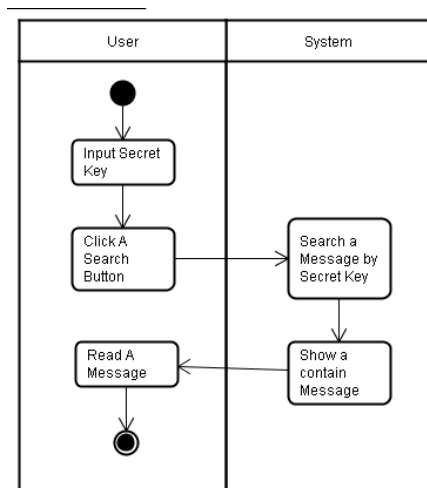 User
System
Input Secret
Key
Click A
Search
Button
Search a
Message by
Secret Key
Show a
contain
Message
Read A
Message